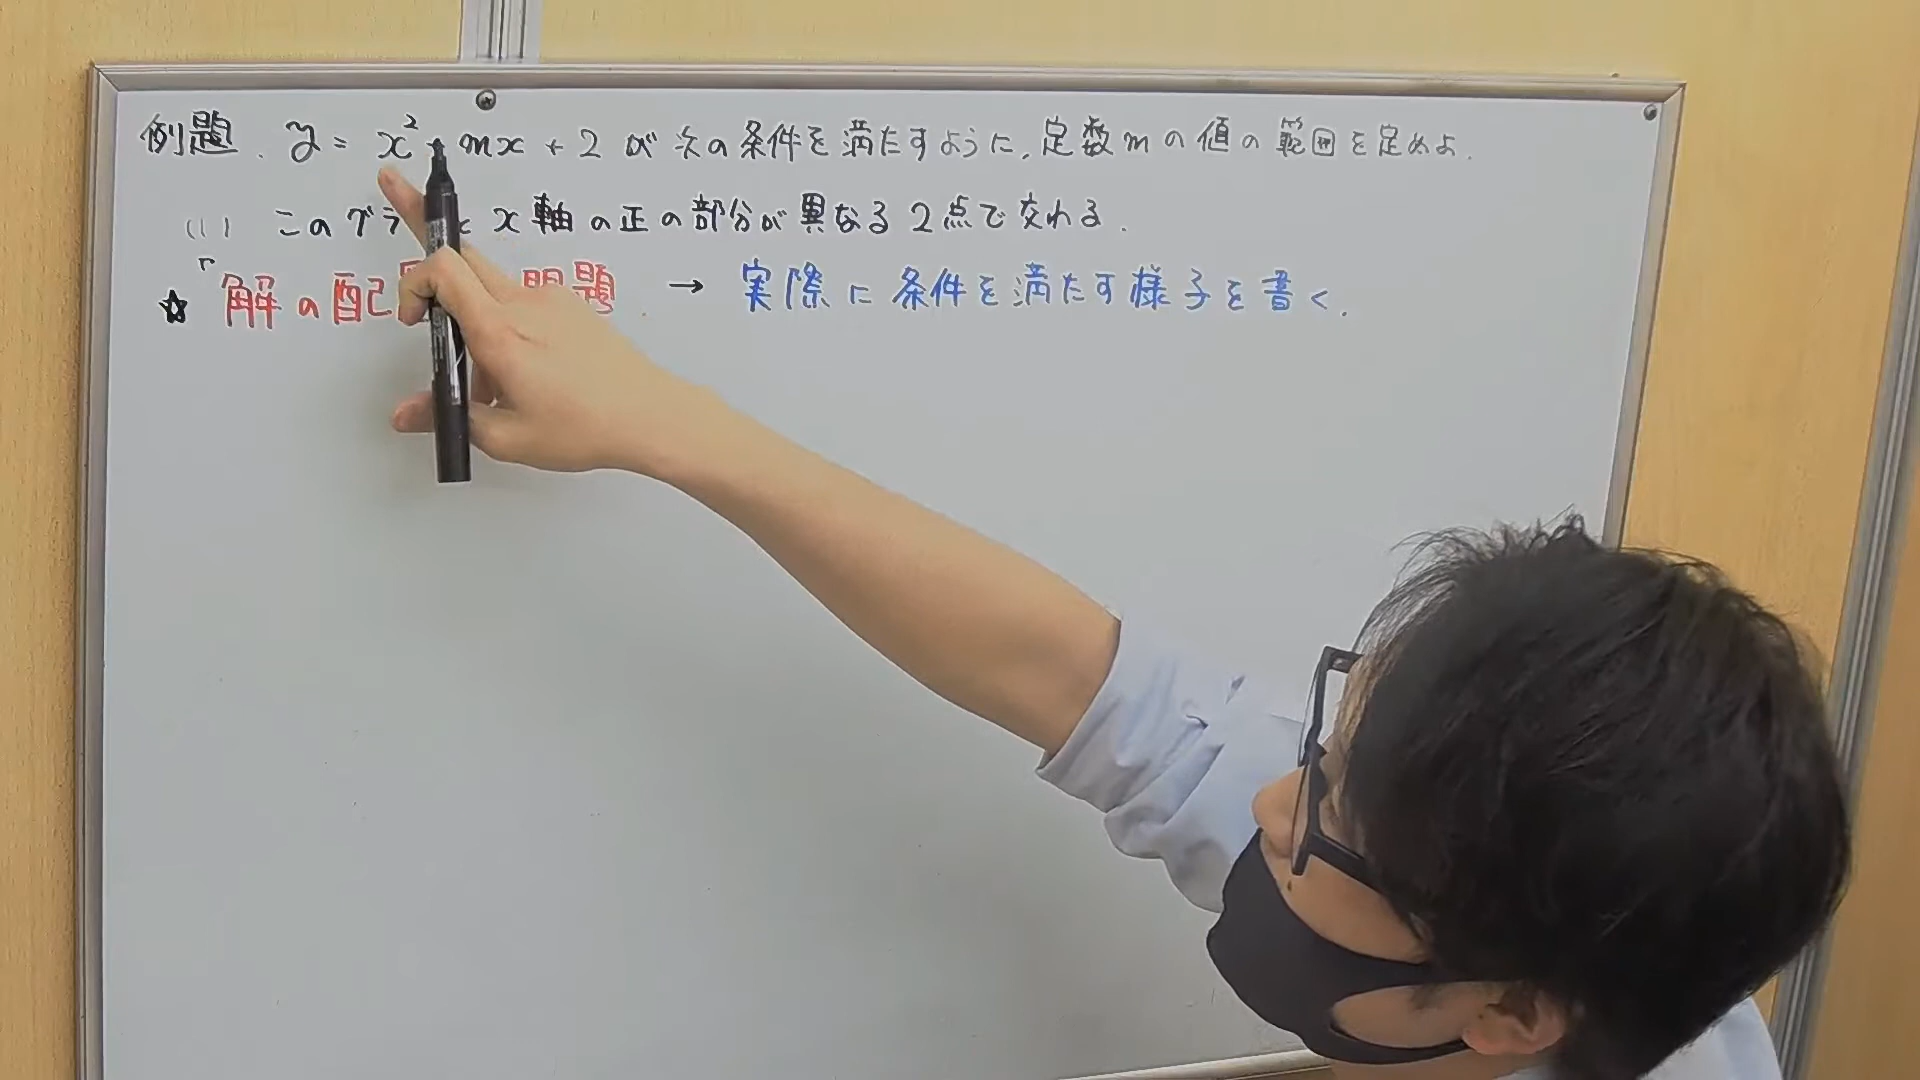 例題. y = x² + mx + 2 が 次の条件を満たすように、定数mの値の範囲を定めよ.
(1) このグラ x軸の正の部分が異なる2点で交わる.
☆「解の配 問題 → 実際に条件を満たす様子を書く.